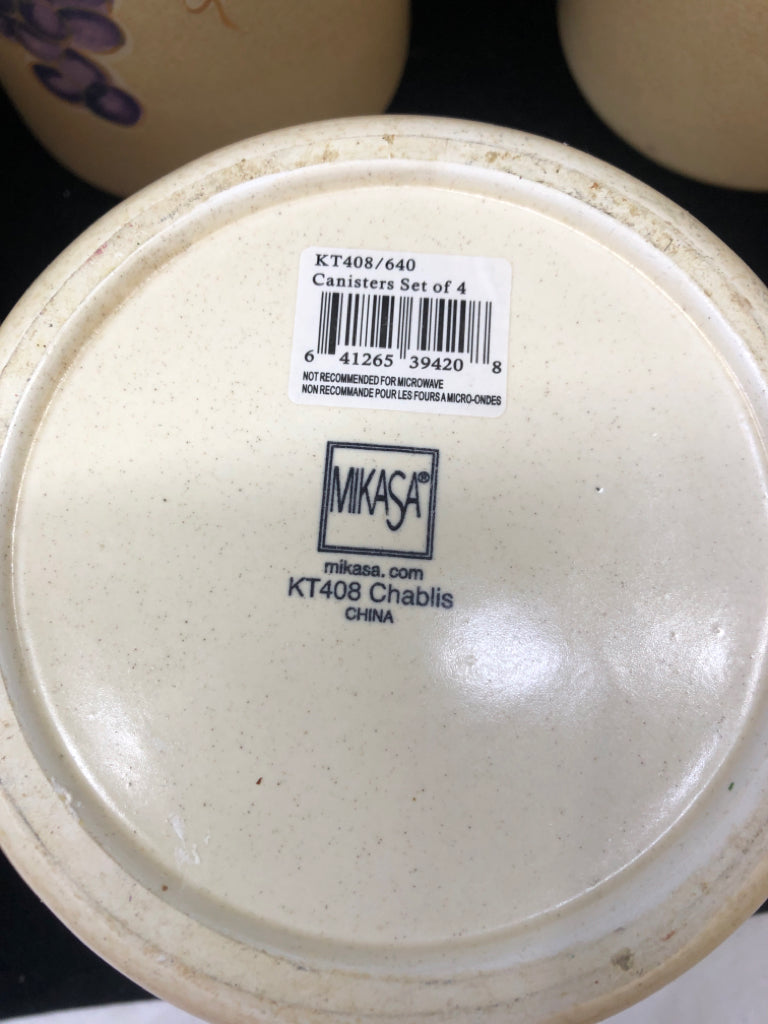 KT408/640
Canisters Set of 4
6 41265 39420 8
NOT RECOMMENDED FOR MICROWAVE
NON RECOMMANDE POUR LES FOURS A MICRO-ONDES
MIKASA®
mikasa.com
KT408 Chablis
CHINA